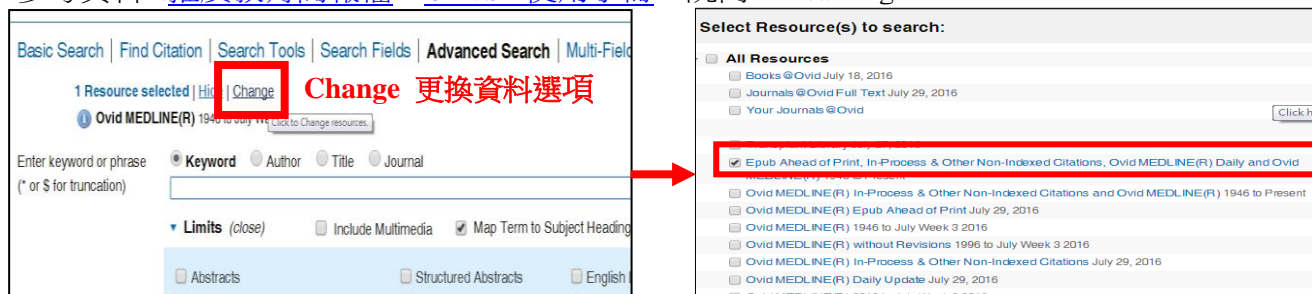 Basic Search | Find Citation | Search Tools | Search Fields | Advanced Search | Multi-Field
1 Resource selected | Hide | Change
Change 更換資料選項
Ovid MEDLINE(R) 1946 to July
Click to Change resources.
Enter keyword or phrase
(* or $ for truncation)
Keyword Author Title Journal
Limits (close) Include Multimedia Map Term to Subject Heading
Abstracts Structured Abstracts English
Select Resource(s) to search:
All Resources
Books@Ovid July 18, 2016
Journals@Ovid Full Text July 29, 2016
Your Journals@Ovid
Click h
Epub Ahead of Print, In-Process & Other Non-Indexed Citations, Ovid MEDLINE(R) Daily and Ovid
MEDLINE(R) 1946 to Present
Ovid MEDLINE(R) In-Process & Other Non-Indexed Citations and Ovid MEDLINE(R) 1946 to Present
Ovid MEDLINE(R) Epub Ahead of Print July 29, 2016
Ovid MEDLINE(R) 1946 to July Week 3 2016
Ovid MEDLINE(R) without Revisions 1996 to July Week 3 2016
Ovid MEDLINE(R) In-Process & Other Non-Indexed Citations July 29, 2016
Ovid MEDLINE(R) Daily Update July 29, 2016